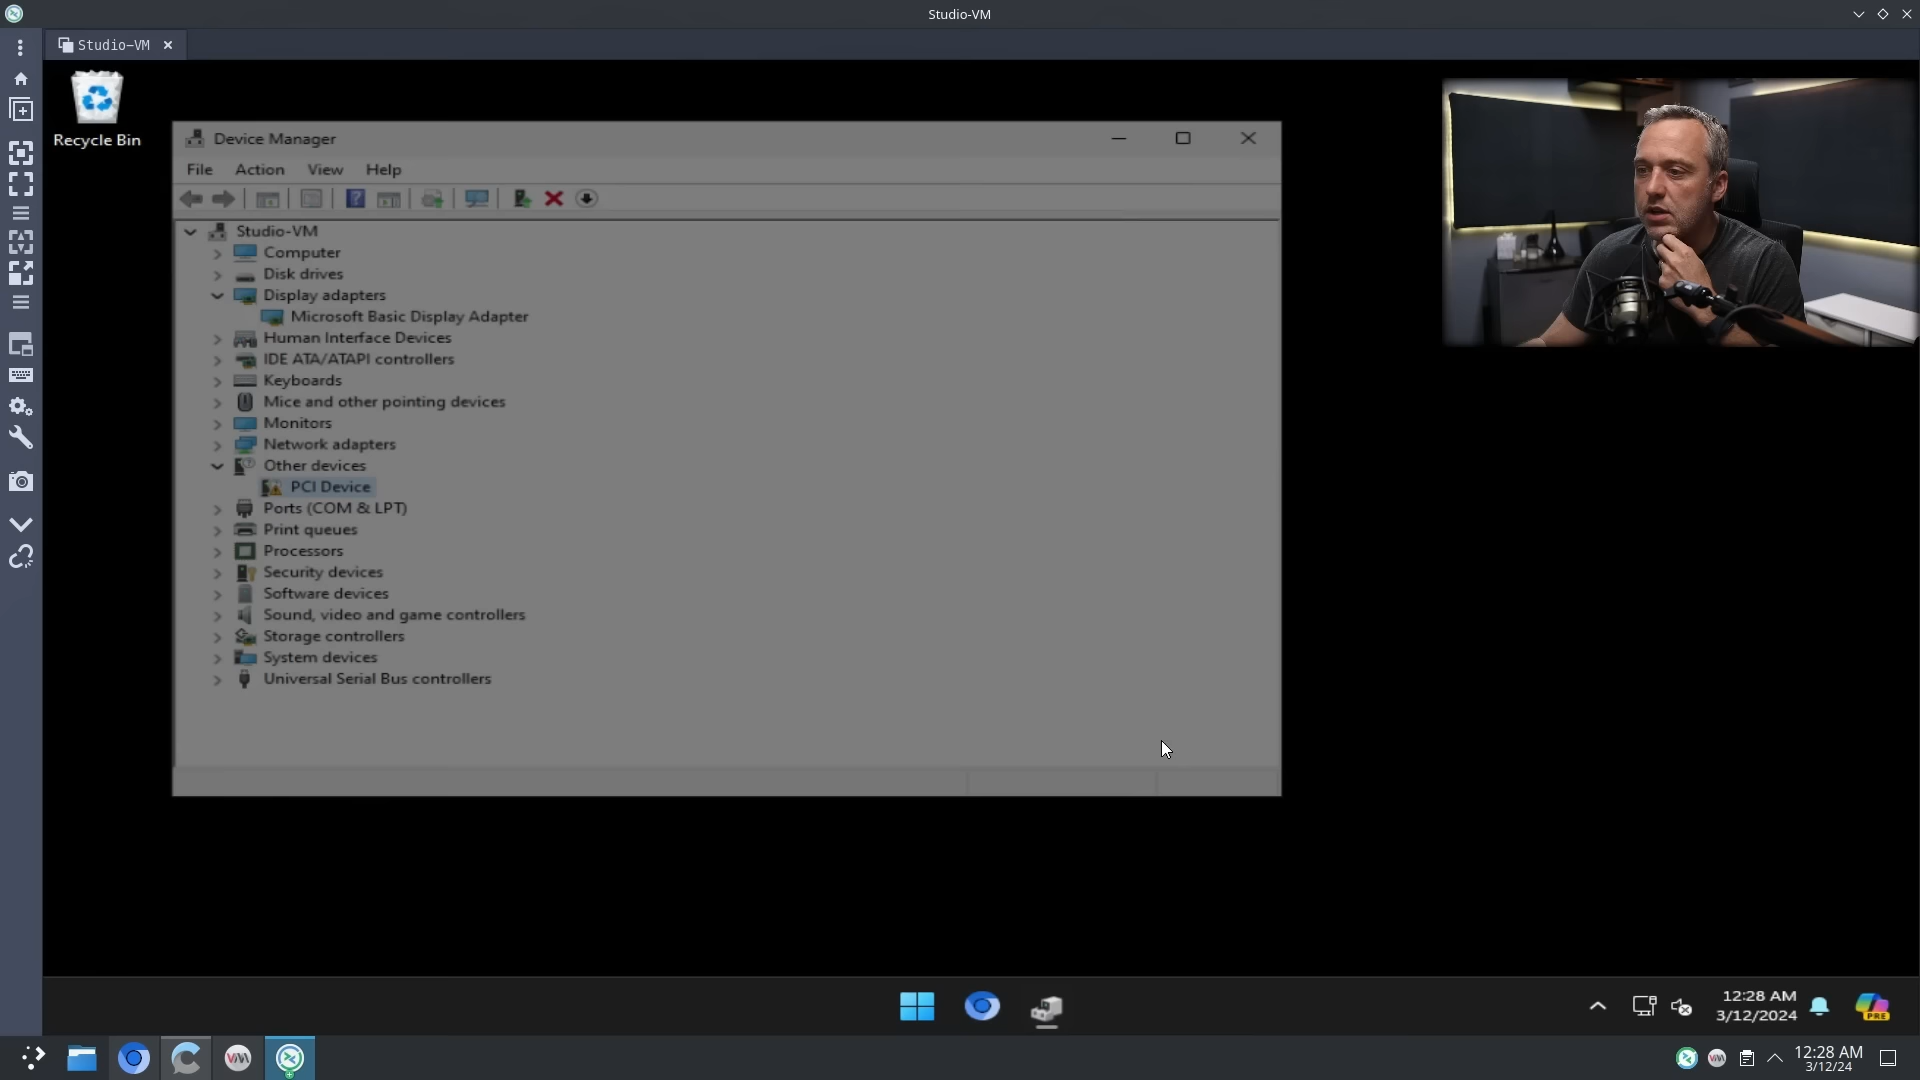 Studio-VM
Studio-VM
Recycle Bin
Device Manager
File Action View Help
Studio-VM
Computer
Disk drives
Display adapters
Microsoft Basic Display Adapter
Human Interface Devices
IDE ATA/ATAPI controllers
Keyboards
Mice and other pointing devices
Monitors
Network adapters
Other devices
PCI Device
Ports (COM & LPT)
Print queues
Processors
Security devices
Software devices
Sound, video and game controllers
Storage controllers
System devices
Universal Serial Bus controllers
12:28 AM
3/12/2024
PRE
12:28 AM
3/12/24